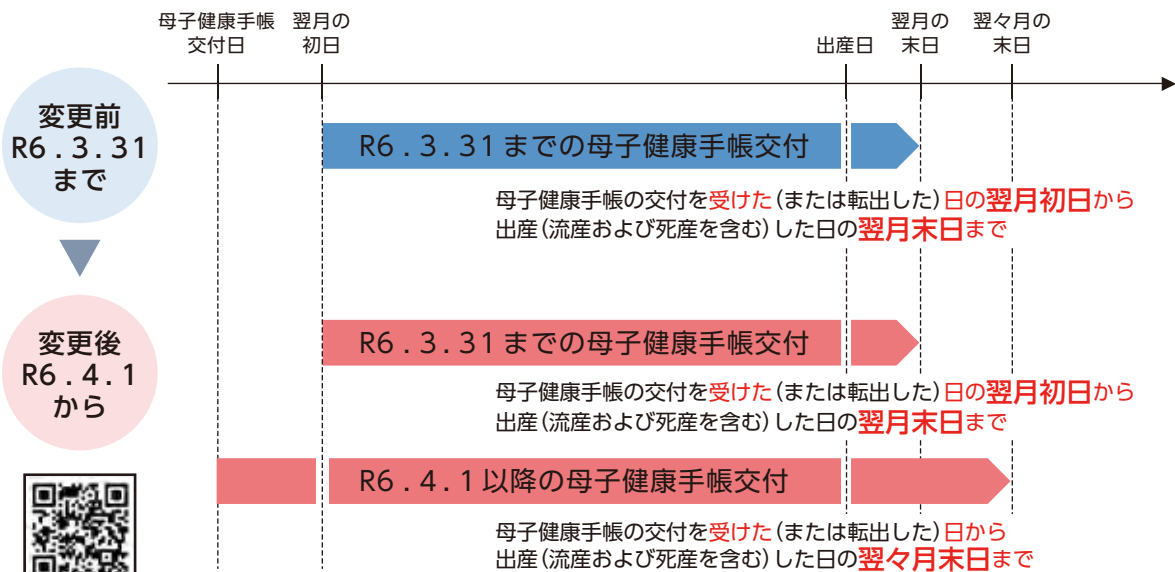 母子健康手帳
交付日
翌月の
初日
出産日
翌月の
末日
翌々月の
末日
変更前
R6.3.31
まで
R6.3.31までの母子健康手帳交付
母子健康手帳の交付を受けた(または転出した)日の翌月初日から
出産(流産および死産を含む)した日の翌月末日まで
変更後
R6.4.1
から
R6.3.31までの母子健康手帳交付
母子健康手帳の交付を受けた(または転出した)日の翌月初日から
出産(流産および死産を含む)した日の翌月末日まで
R6.4.1以降の母子健康手帳交付
母子健康手帳の交付を受けた(または転出した)日から
出産(流産および死産を含む)した日の翌々月末日まで